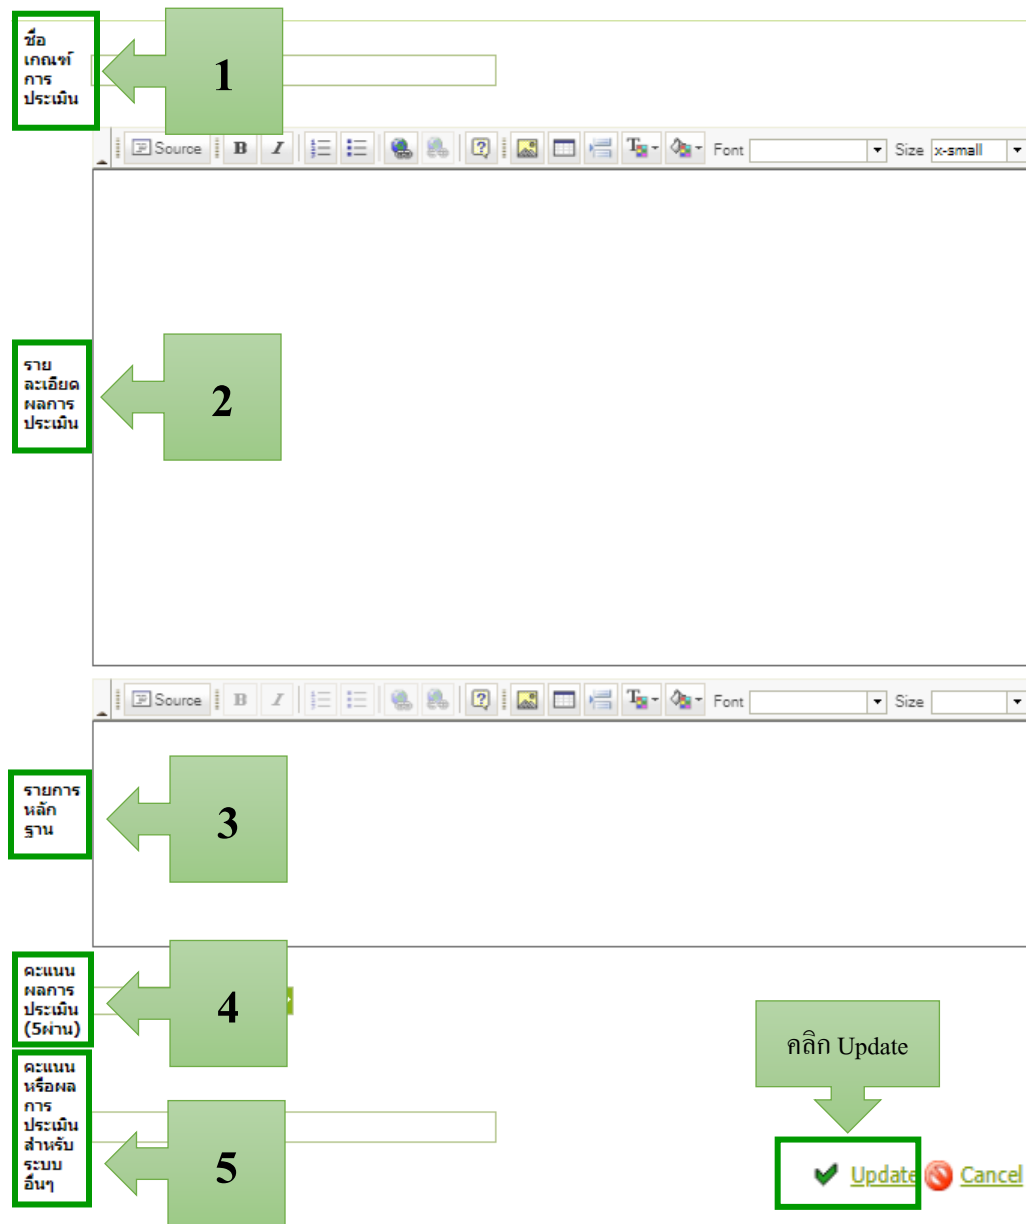 ชื่อ
เกณฑ์
การ
ประเมิน
1
Source B I Font Size x-small
ราย
ละเอียด
ผลการ
ประเมิน
2
Source B I Font Size
รายการ
หลัก
ฐาน
3
คะแนน
ผลการ
ประเมิน
(5ผ่าน)
4
คะแนน
หรือผล
การ
ประเมิน
สำหรับ
ระบบ
อื่นๆ
5
คลิก Update
Update Cancel